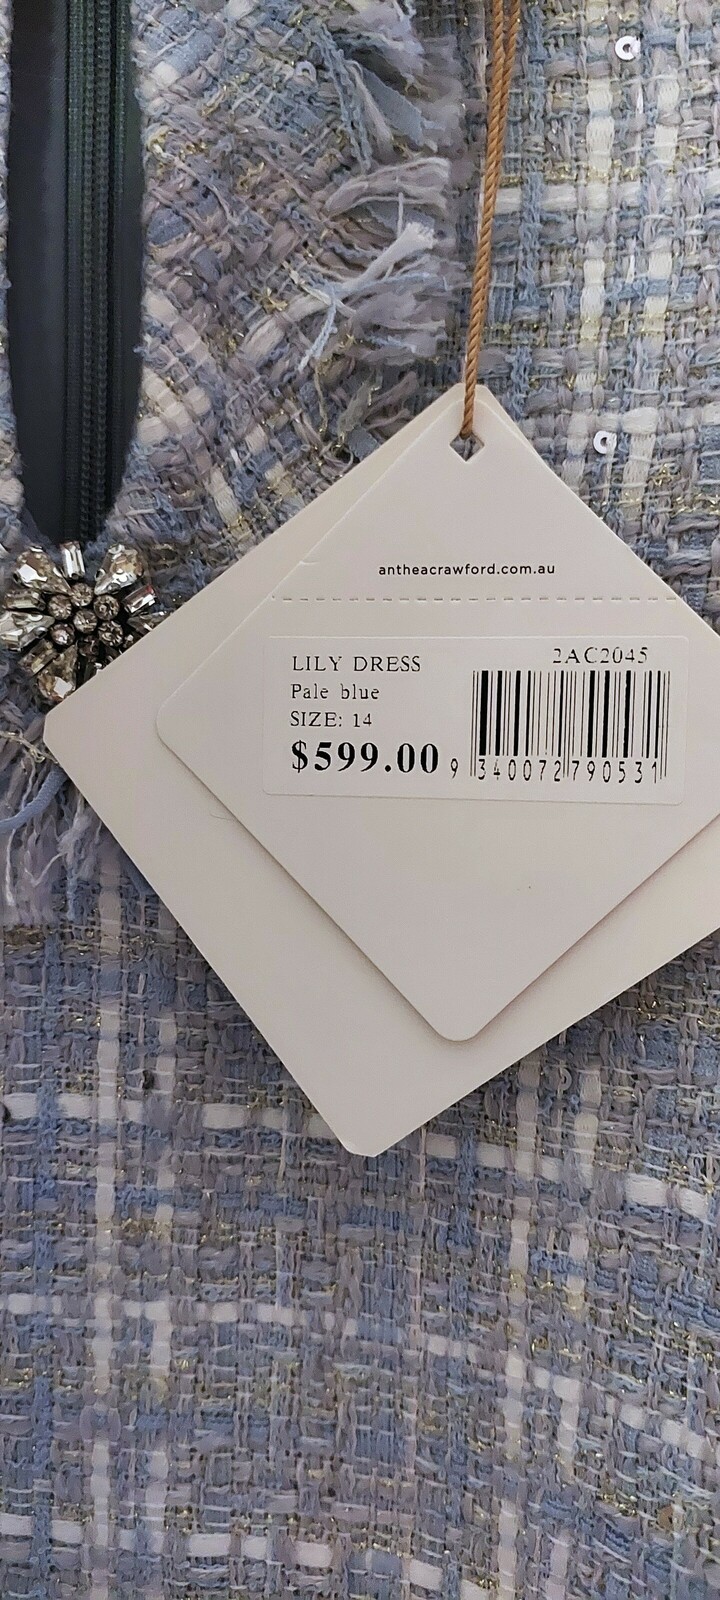 antheacrawford.com.au
LILY DRESS
2AC2045
Pale blue
SIZE: 14
$599.00
9 340072 790531